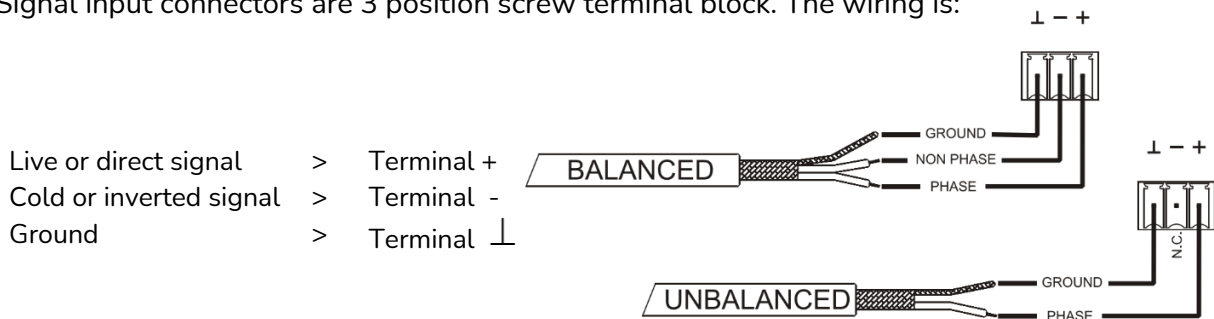 Signal input connectors are 3 position screw terminal block. The wiring is:
⊥ − +
GROUND
Live or direct signal > Terminal +
BALANCED
NON PHASE
⊥ − +
Cold or inverted signal > Terminal -
PHASE
Ground > Terminal ⊥
N.C.
GROUND
UNBALANCED
PHASE